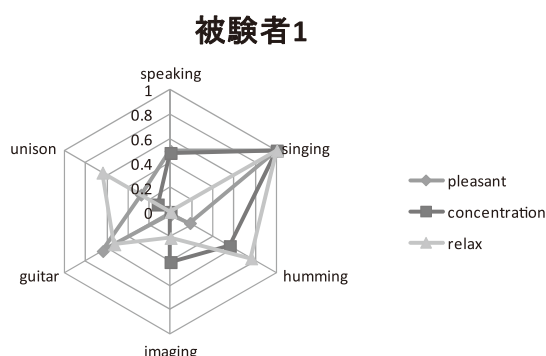 被験者1
speaking
1
0.8
0.6
0.4
0.2
0
unison
singing
guitar
humming
imaging
pleasant
concentration
relax